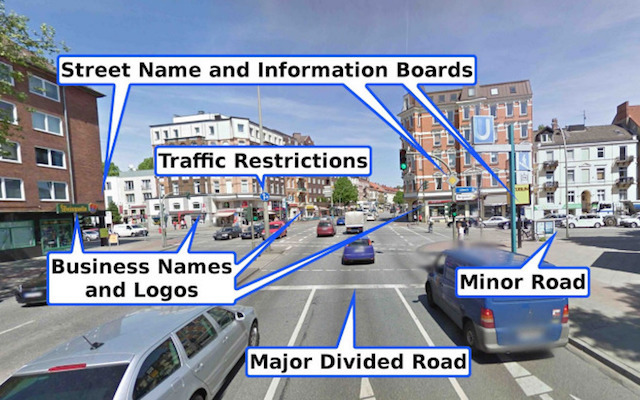 Street Name and Information Boards
Traffic Restrictions
Business Names
and Logos
Minor Road
Major Divided Road
U